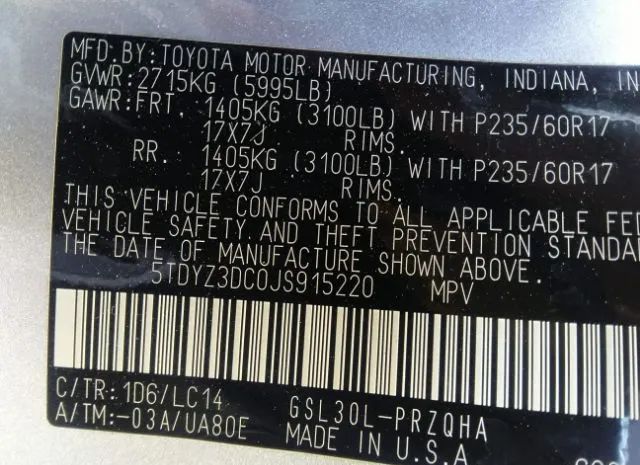 MFD.BY:TOYOTA MOTOR MANUFACTURING, INDIANA, IN
GVWR:2715KG (5995LB)
GAWR:FRT. 1405KG (3100LB) WITH P235/60R17
17X7J RIMS.
RR. 1405KG (3100LB) WITH P235/60R17
17X7J RIMS.
THIS VEHICLE CONFORMS TO ALL APPLICABLE FE
VEHICLE SAFETY, AND THEFT PREVENTION STANDA
THE DATE OF MANUFACTURE SHOWN ABOVE.
5TDYZ3DC0JS915220 MPV
C/TR:1D6/LC14 GSL30L-PRZQHA
A/TM:-03A/UA80E MADE IN U.S.A